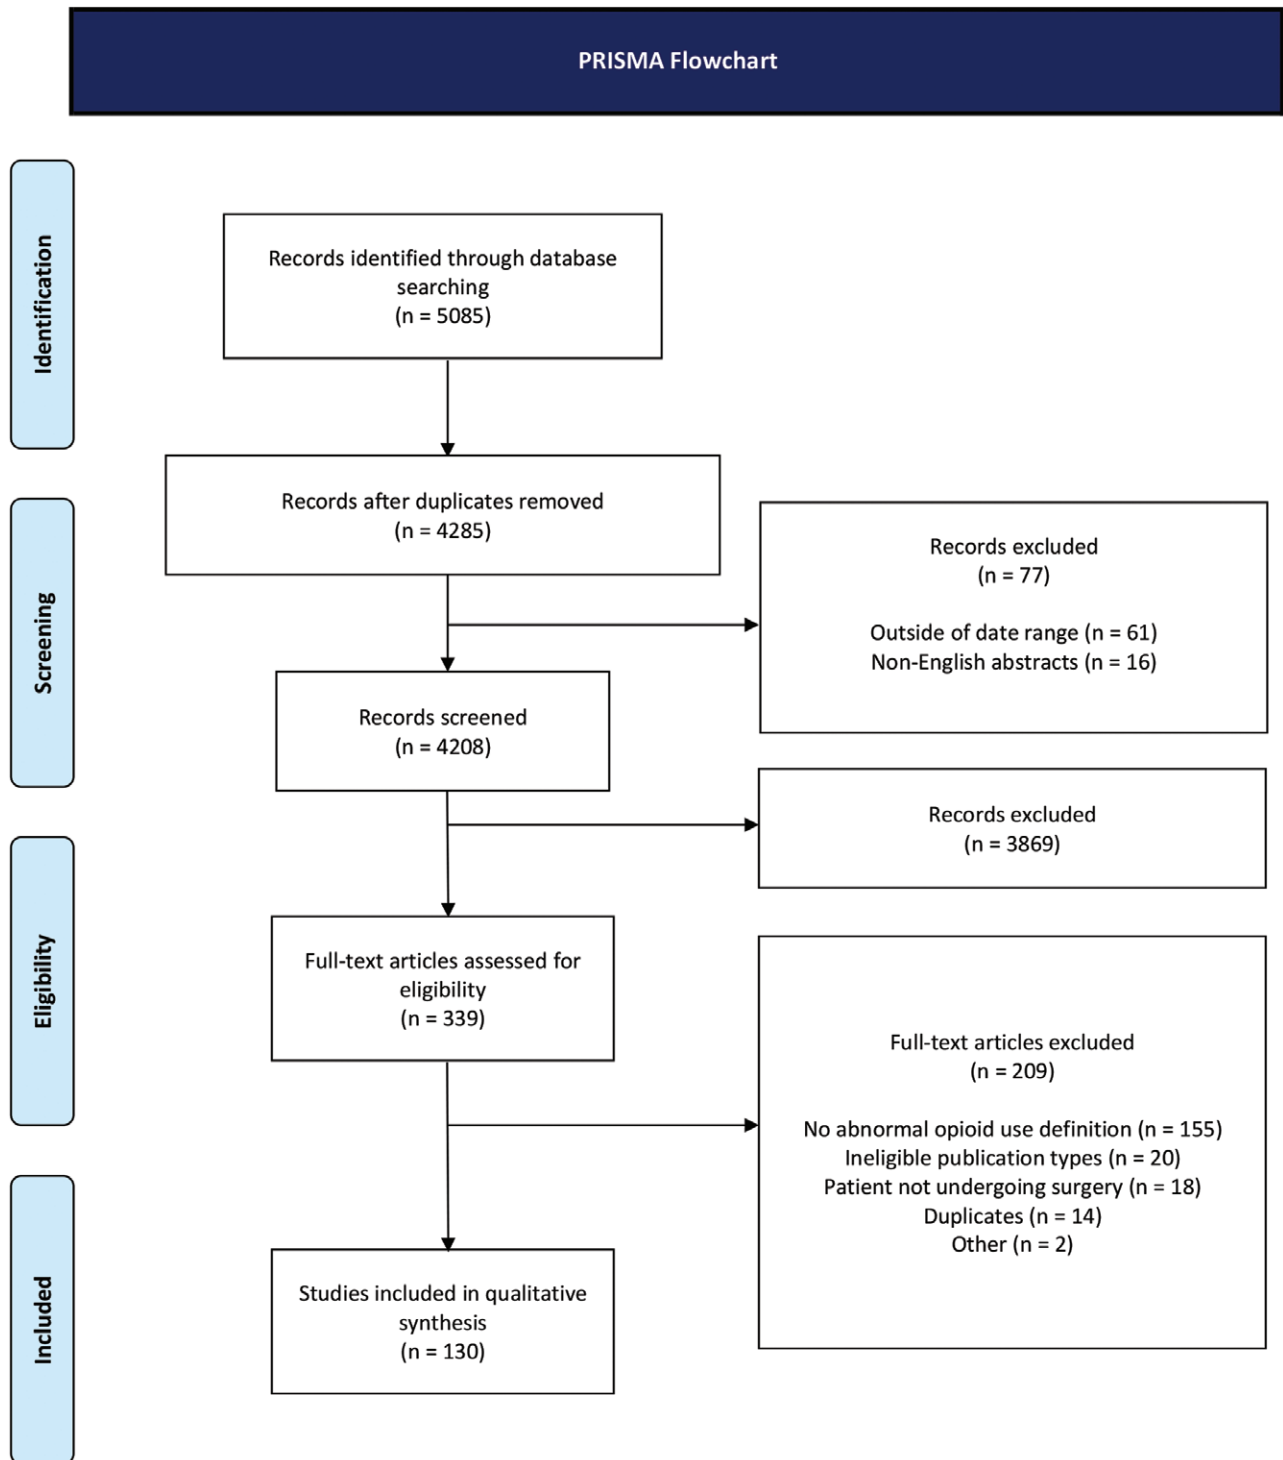 PRISMA Flowchart
Identification
Records identified through database
searching
(n = 5085)
Records after duplicates removed
(n = 4285)
Screening
Records excluded
(n = 77)
Outside of date range (n = 61)
Non-English abstracts (n = 16)
Records screened
(n = 4208)
Records excluded
(n = 3869)
Eligibility
Full-text articles assessed for
eligibility
(n = 339)
Full-text articles excluded
(n = 209)
No abnormal opioid use definition (n = 155)
Ineligible publication types (n = 20)
Patient not undergoing surgery (n = 18)
Duplicates (n = 14)
Other (n = 2)
Included
Studies included in qualitative
synthesis
(n = 130)